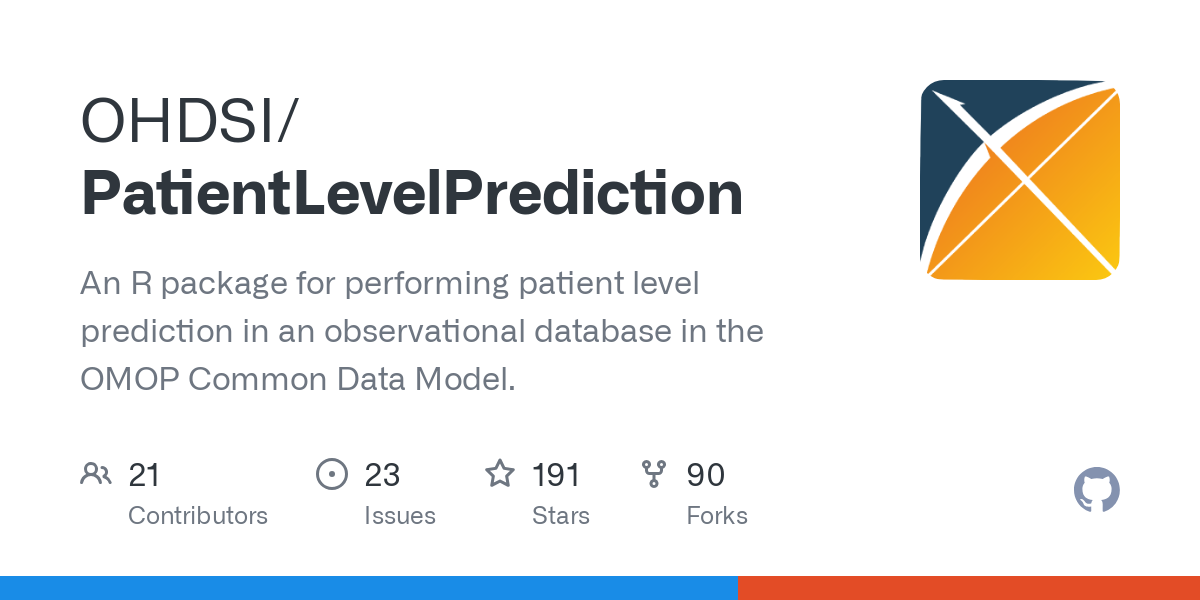 OHDSI/
PatientLevelPrediction
An R package for performing patient level
prediction in an observational database in the
OMOP Common Data Model.
21 23 191 90
Contributors Issues Stars Forks